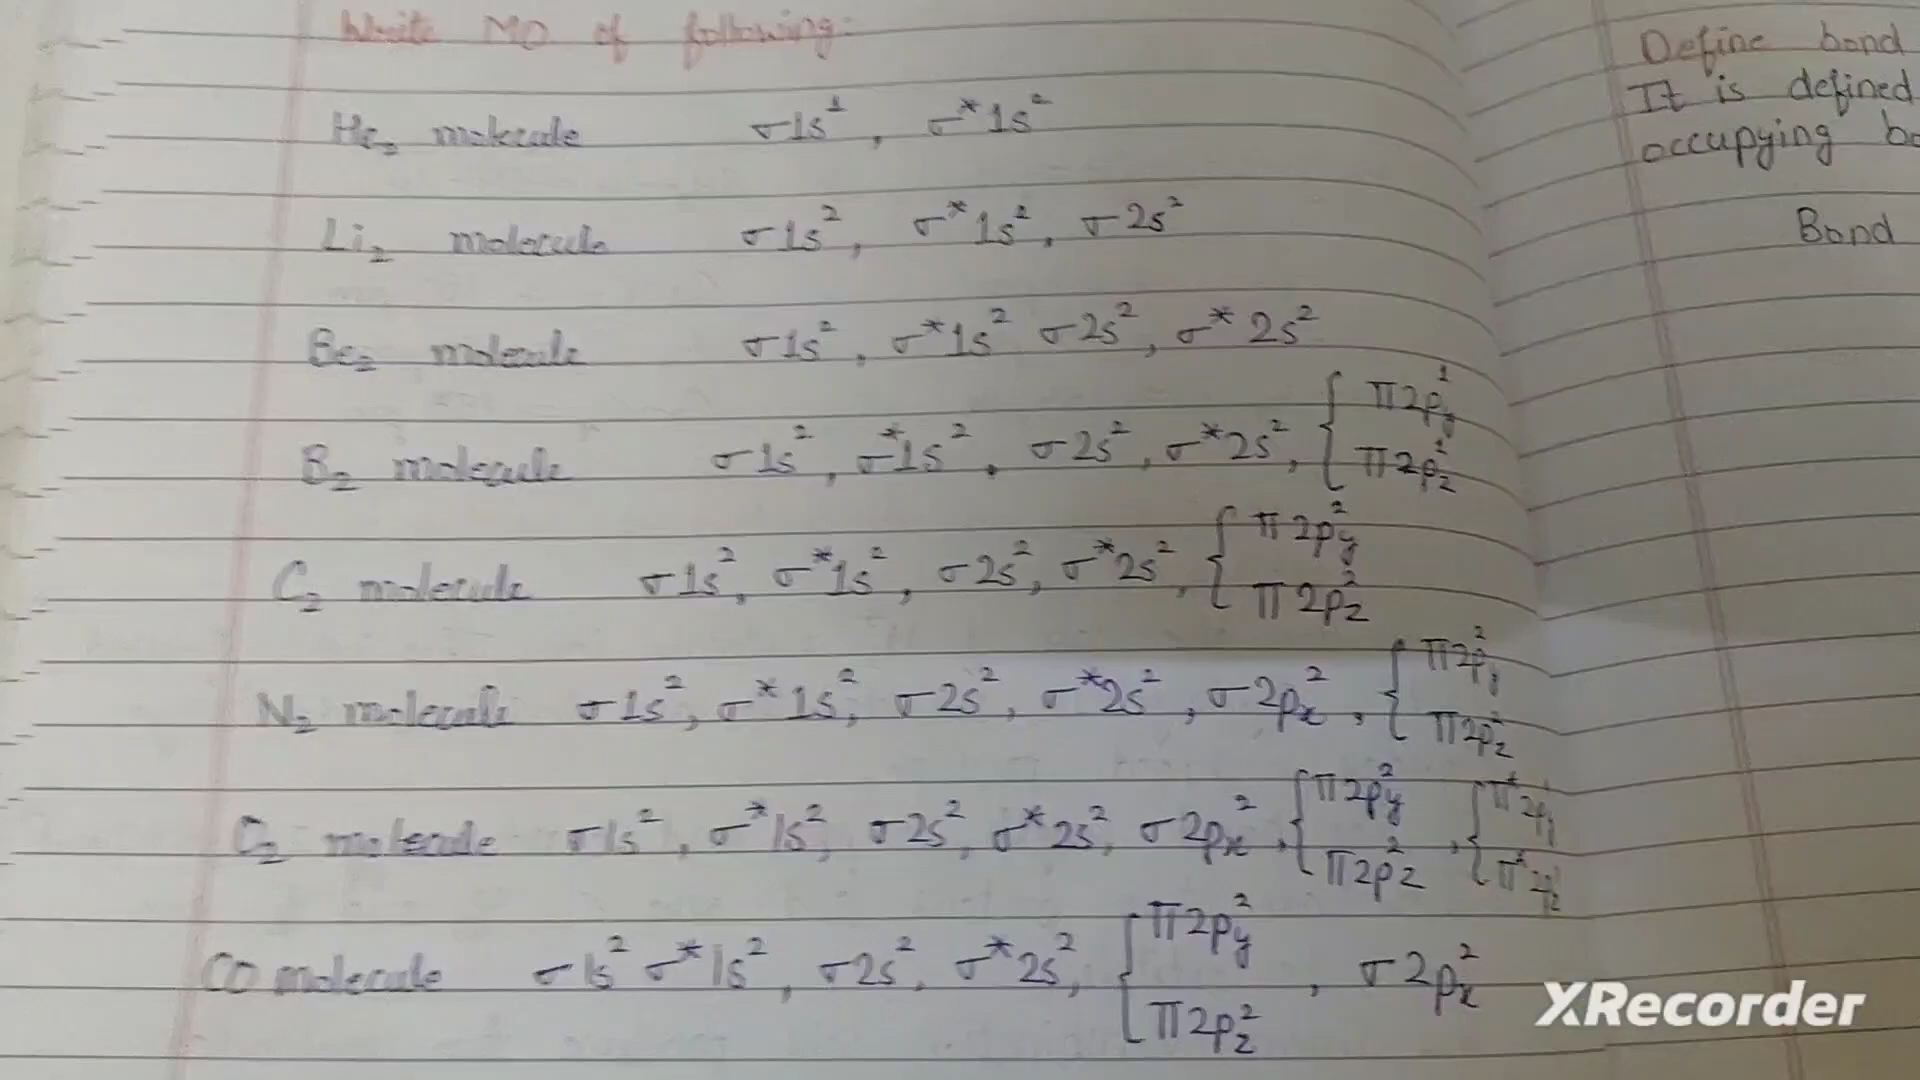 Write MO of following:
He₂ molecule σ1s¹, σ*1s²
Li₂ molecule σ1s², σ*1s², σ2s²
Be₂ molecule σ1s², σ*1s² σ2s², σ*2s²
B₂ molecule σ1s², σ*1s², σ2s², σ*2s², { π2py¹
π2pz¹
C₂ molecule σ1s², σ*1s², σ2s², σ*2s², { π2py²
π2pz²
N₂ molecule σ1s², σ*1s², σ2s², σ*2s², σ2px², { π2py²
π2pz²
molecule σ1s², σ*1s², σ2s², σ*2s², σ2px², { π2py², { π*2py¹
π2pz² π*2pz¹
CO molecule σ1s² σ*1s², σ2s², σ*2s², { π2py², σ2px²
π2pz²
Define bond
It is defined
occupying
Bond
XRecorder